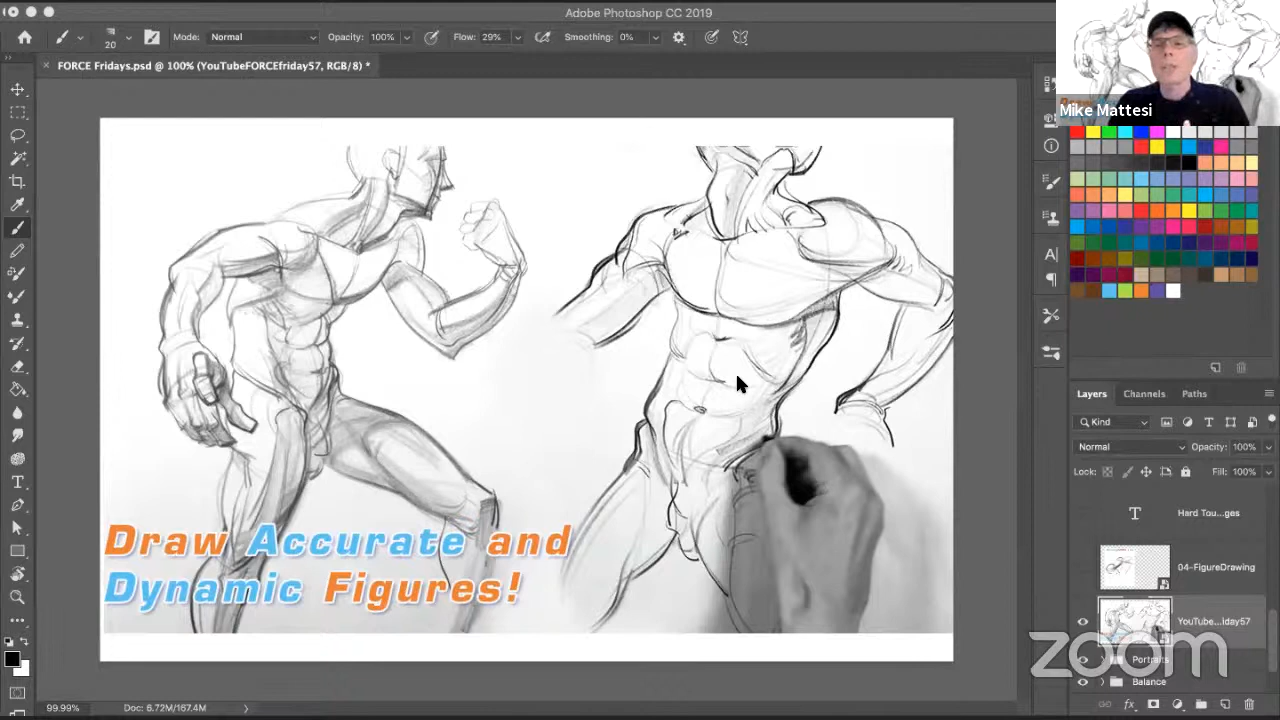 Adobe Photoshop CC 2019
20
Mode: Normal
Opacity: 100%
Flow: 29%
Smoothing: 0%
FORCE Fridays.psd @ 100% (YouTubeFORCEfriday57, RGB/8) *
Mike Mattesi
Draw Accurate and
Dynamic Figures!
Layers Channels Paths
Kind
Normal
Opacity: 100%
Lock:
Fill: 100%
Hard Tou...ges
04-FigureDrawing
YouTube...iday57
Portraits
Balance
zoom
99.99%
Doc: 6.72M/167.4M